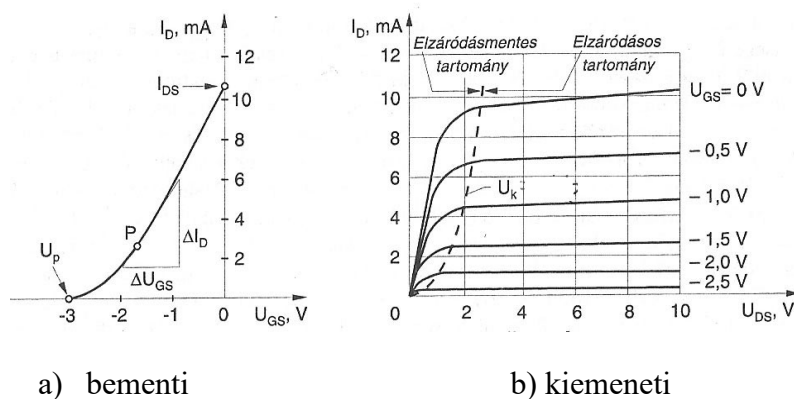 I_D, mA
12
I_DS
10
8
6
P
4
ΔI_D
U_p
2
ΔU_GS
-3
-2
-1
0
U_GS, V
I_D, mA
Elzáródásmentes
tartomány
Elzáródásos
tartomány
12
10
8
6
4
2
0
U_GS= 0 V
– 0,5 V
U_k
– 1,0 V
– 1,5 V
– 2,0 V
– 2,5 V
0
2
4
6
8
10
U_DS, V
a) bementi
b) kiemeneti